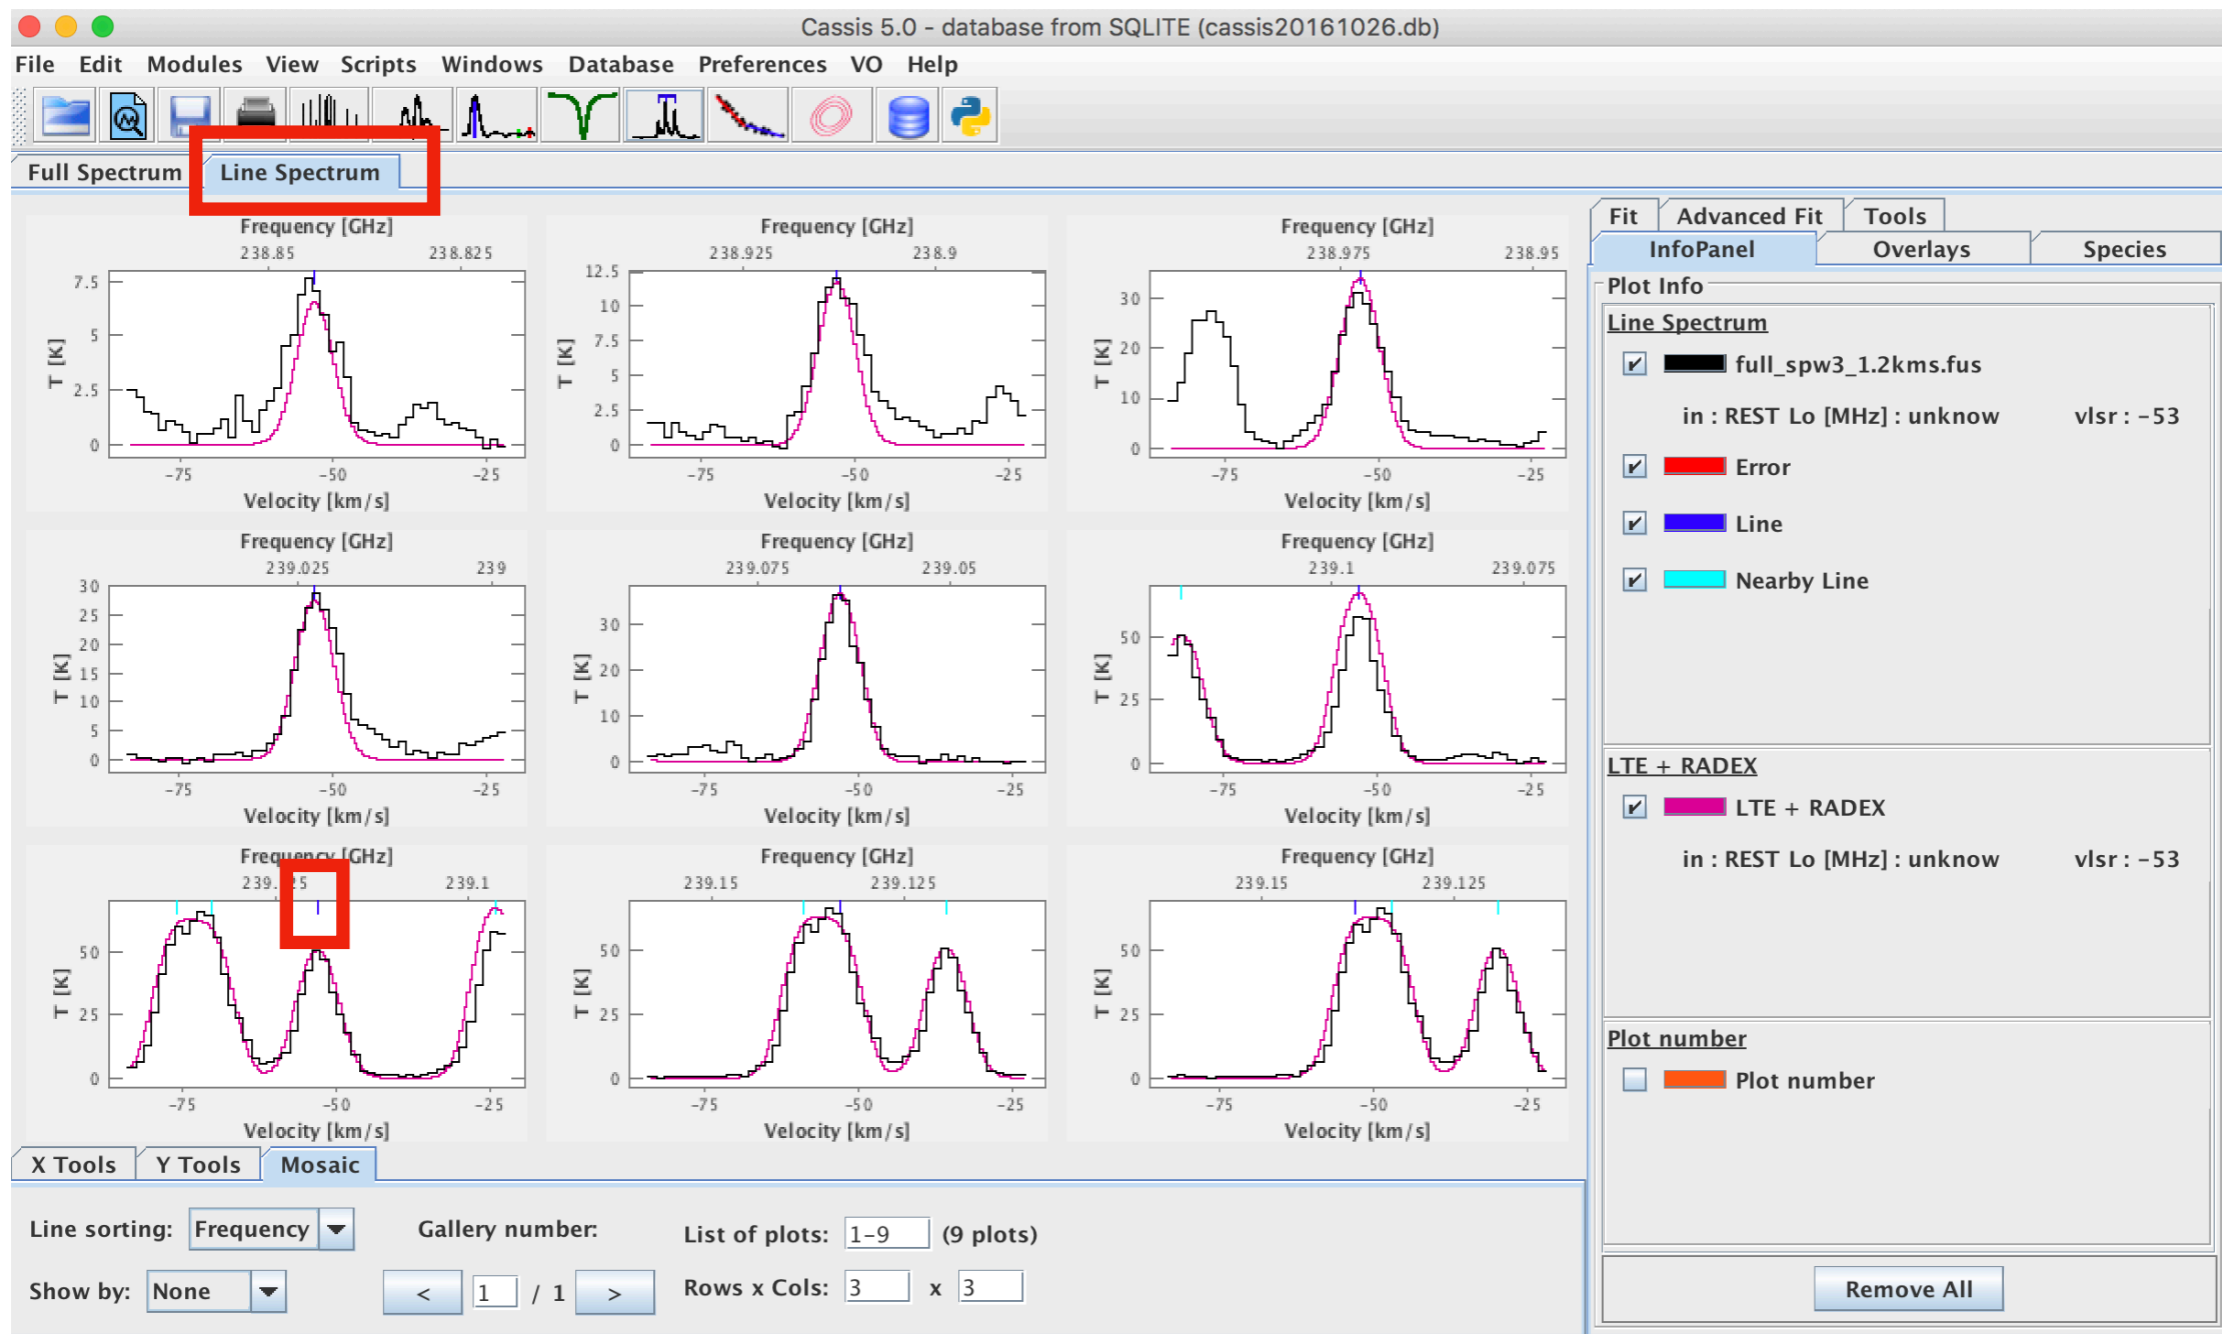 Cassis 5.0 - database from SQLITE (cassis20161026.db)
File Edit Modules View Scripts Windows Database Preferences VO Help
Full Spectrum Line Spectrum
Frequency [GHz]
238.85 238.825
7.5
5
2.5
0
T [K]
-75 -50 -25
Velocity [km/s]
Frequency [GHz]
238.925 238.9
12.5
10
7.5
5
2.5
0
T [K]
-75 -50 -25
Velocity [km/s]
Frequency [GHz]
238.975 238.95
30
20
10
0
T [K]
-75 -50 -25
Velocity [km/s]
Frequency [GHz]
239.025 239
30
25
20
15
10
5
0
T [K]
-75 -50 -25
Velocity [km/s]
Frequency [GHz]
239.075 239.05
30
20
10
0
T [K]
-75 -50 -25
Velocity [km/s]
Frequency [GHz]
239.1 239.075
50
25
0
T [K]
-75 -50 -25
Velocity [km/s]
Frequency [GHz]
239.1
50
25
0
T [K]
-75 -50 -25
Velocity [km/s]
Frequency [GHz]
239.15 239.125
50
25
0
T [K]
-75 -50 -25
Velocity [km/s]
Frequency [GHz]
239.15 239.125
50
25
0
T [K]
-75 -50 -25
Velocity [km/s]
Fit Advanced Fit Tools
InfoPanel Overlays Species
Plot Info
Line Spectrum
full_spw3_1.2kms.fus
in : REST Lo [MHz] : unknow vlsr : -53
Error
Line
Nearby Line
LTE + RADEX
LTE + RADEX
in : REST Lo [MHz] : unknow vlsr : -53
Plot number
Plot number
Remove All
X Tools Y Tools Mosaic
Line sorting: Frequency Gallery number: List of plots: 1-9 (9 plots)
Show by: None < 1 / 1 > Rows x Cols: 3 x 3